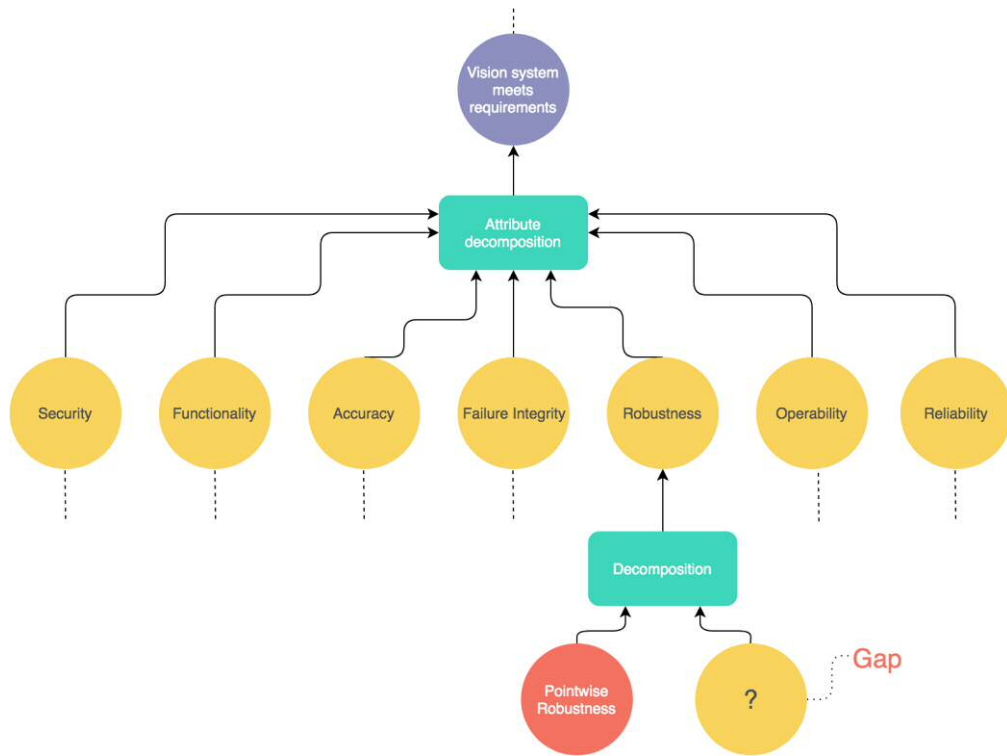 Vision system
meets
requirements
Attribute
decomposition
Security
Functionality
Accuracy
Failure Integrity
Robustness
Operability
Reliability
Decomposition
Pointwise
Robustness
?
Gap